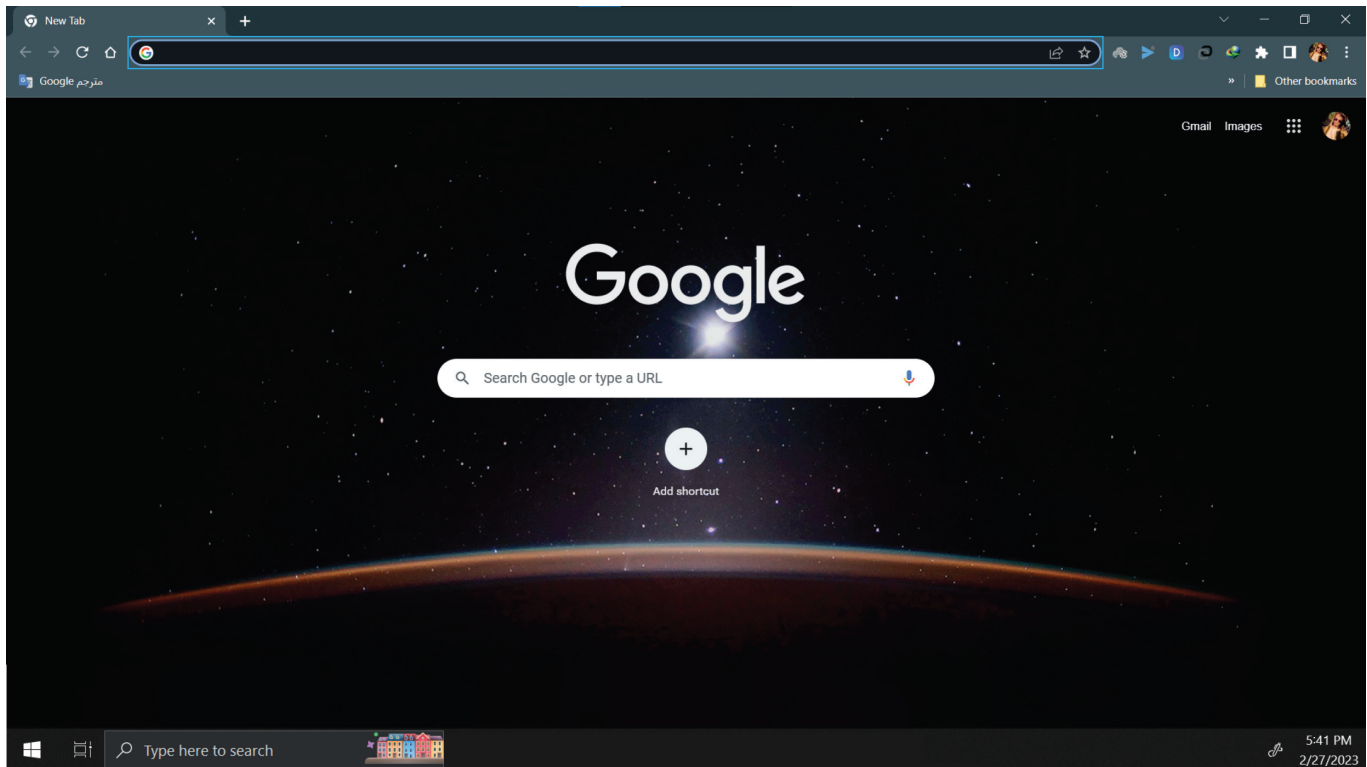 New Tab
Google مترجم
Other bookmarks
Gmail Images
Google
Search Google or type a URL
Add shortcut
Type here to search
5:41 PM
2/27/2023